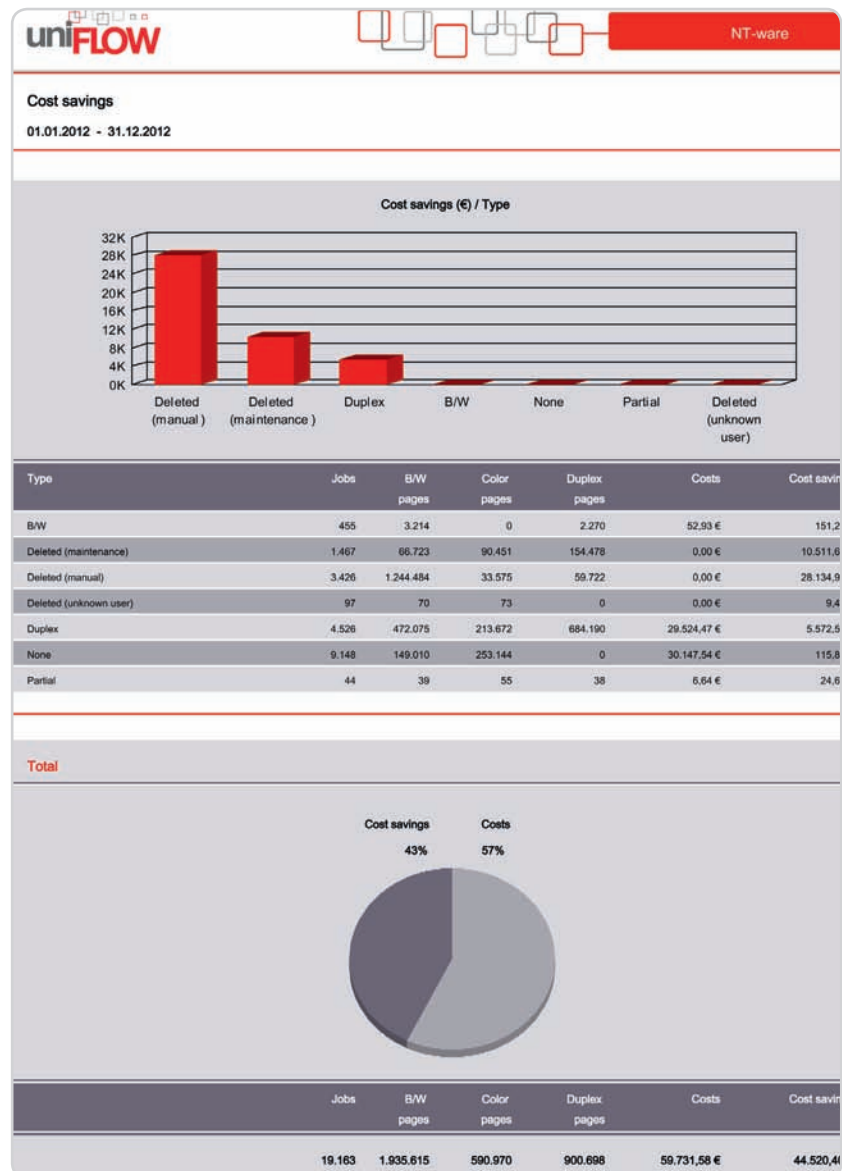 uniFLOW
NT-ware
Cost savings
01.01.2012 - 31.12.2012
Cost savings (€) / Type
32K
28K
24K
20K
16K
12K
8K
4K
0K
Deleted (manual )
Deleted (maintenance )
Duplex
B/W
None
Partial
Deleted (unknown user)
Type Jobs B/W pages Color pages Duplex pages Costs Cost savin
B/W 455 3.214 0 2.270 52,93 € 151,2
Deleted (maintenance) 1.467 66.723 90.451 154.478 0,00 € 10.511,6
Deleted (manual) 3.426 1.244.484 33.575 59.722 0,00 € 28.134,9
Deleted (unknown user) 97 70 73 0 0,00 € 9,4
Duplex 4.526 472.075 213.672 684.190 29.524,47 € 5.572,5
None 9.148 149.010 253.144 0 30.147,54 € 115,8
Partial 44 39 55 38 6,64 € 24,6
Total
Cost savings Costs
43% 57%
Jobs B/W pages Color pages Duplex pages Costs Cost savin
19.163 1.935.615 590.970 900.698 59.731,58 € 44.520,40